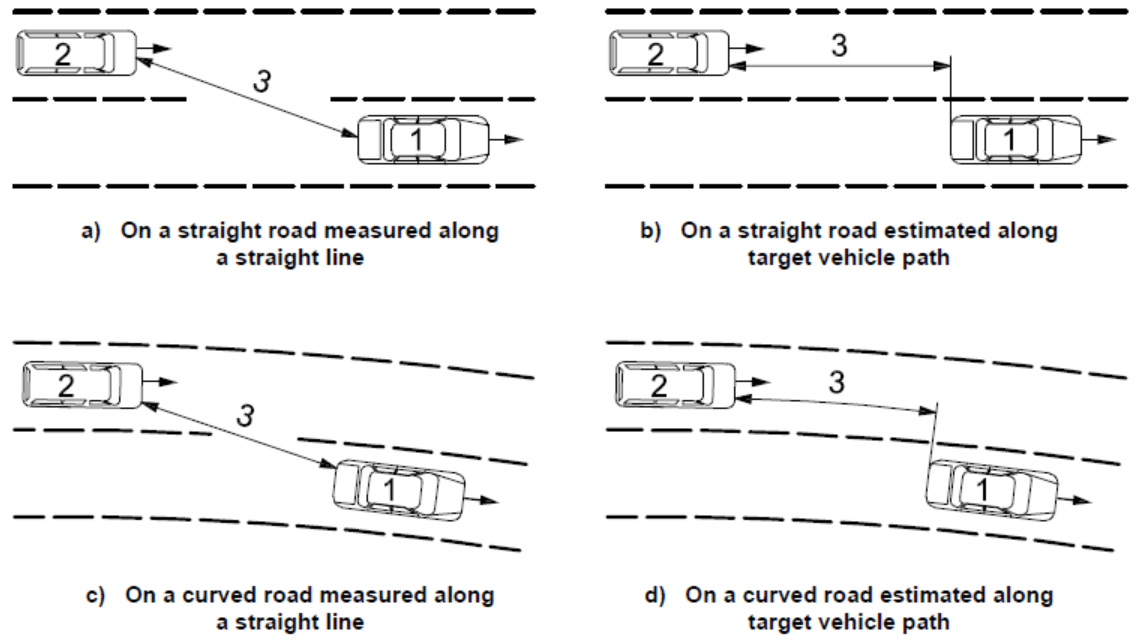 2
3
1
2
3
1
a) On a straight road measured along
a straight line
b) On a straight road estimated along
target vehicle path
2
3
1
2
3
1
c) On a curved road measured along
a straight line
d) On a curved road estimated along
target vehicle path